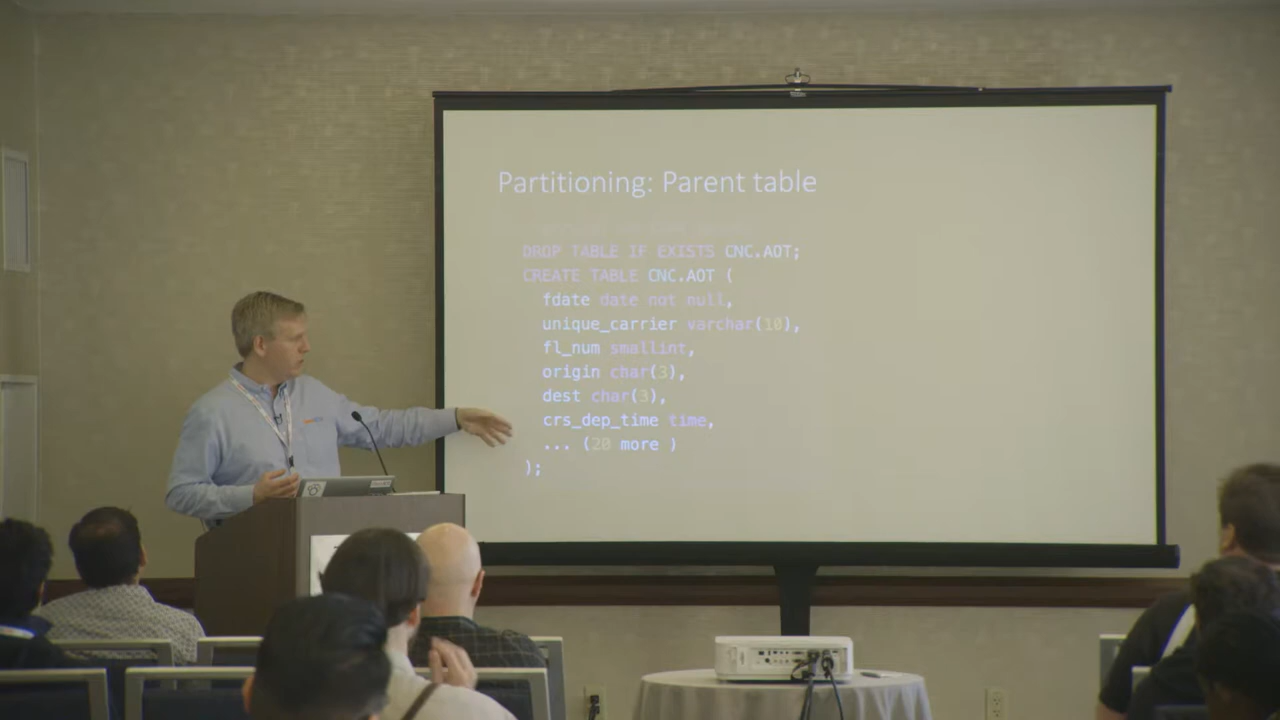 Partitioning: Parent table
DROP TABLE IF EXISTS CNC.AOT;
CREATE TABLE CNC.AOT (
fdate date not null,
unique_carrier varchar(10),
fl_num smallint,
origin char(3),
dest char(3),
crs_dep_time time,
... (20 more )
);